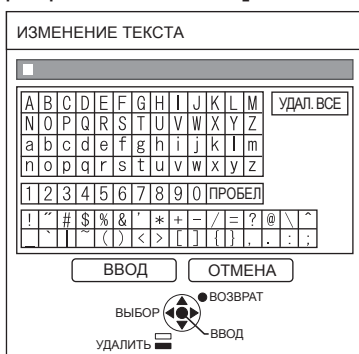 ИЗМЕНЕНИЕ ТЕКСТА
A B C D E F G H I J K L M УДАЛ. ВСЕ
N O P Q R S T U V W X Y Z
a b c d e f g h i j k l m
n o p q r s t u v w x y z
1 2 3 4 5 6 7 8 9 0 ПРОБЕЛ
! " # $ % & ' * + - / = ? @ \ ^
_ ` | ~ ( ) < > [ ] { } , . : ;
ВВОД ОТМЕНА
ВОЗВРАТ
ВЫБОР
ВВОД
УДАЛИТЬ